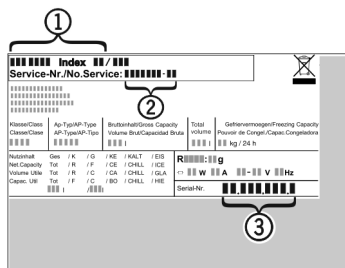 1
Index /
Service-Nr./No.Service: -
2
Klasse/Class Ap-Typ/AP-Type Bruttoinhalt/Gross Capacity Total Gefriervermoegen/Freezing Capacity
Classe/Classe AP-Type/AP-Tipo Volume Brut/Capacidad Bruta volume Pouvoir de Congel./Capac.Congeladora
l l kg / 24 h
Nutzinhalt Ges / K / G / KE / KALT / EIS
Net Capacity Tot / R / F / CE / CHILL / ICE
Volume Utile Tot / R / C / CA / CHILL / GLA
Capac. Util Tot / F / C / BO / CHILL / HIE
l / l
R : g
W A - V Hz
Serial-Nr. . . .
3